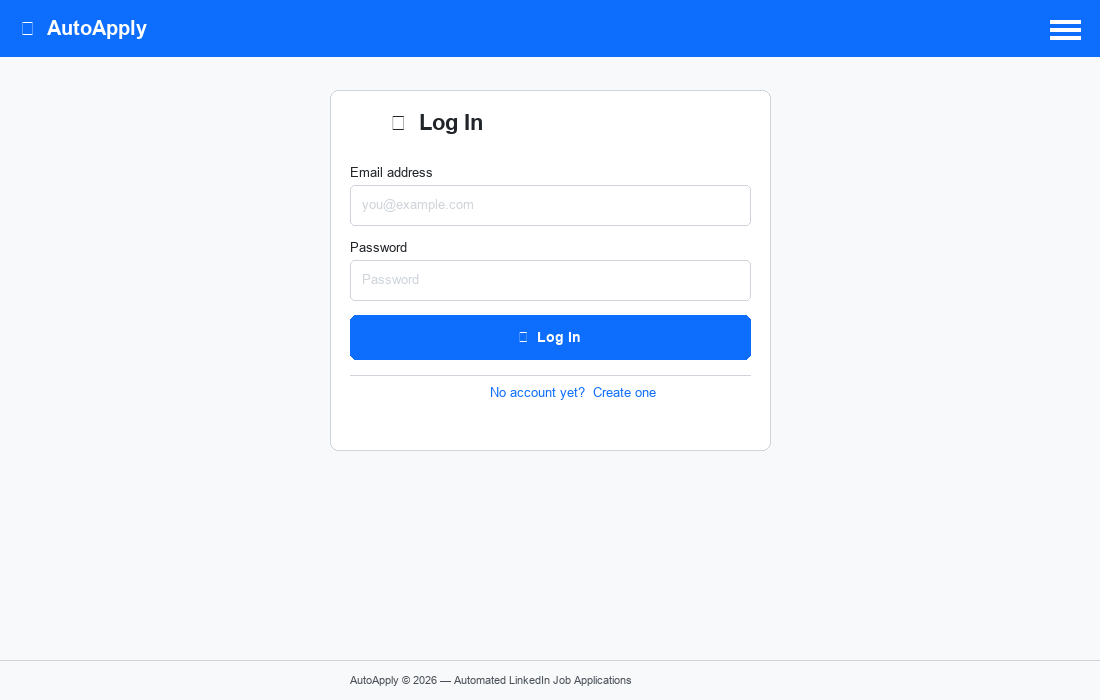 AutoApply
Log In
Email address
you@example.com
Password
Password
Log In
No account yet? Create one
AutoApply © 2026 — Automated LinkedIn Job Applications